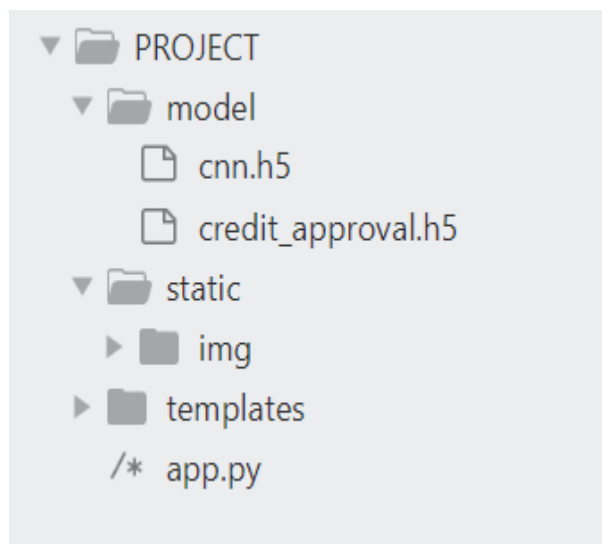 PROJECT
model
cnn.h5
credit_approval.h5
static
img
templates
/* app.py